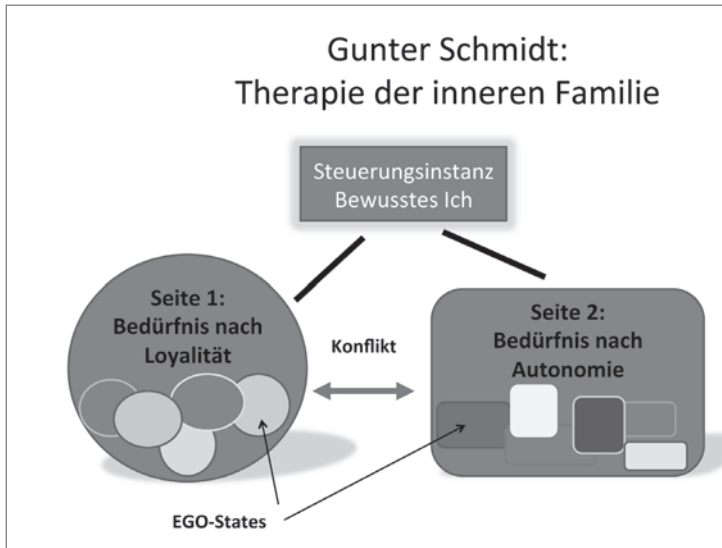 Gunter Schmidt:
Therapie der inneren Familie
Steuerungsinstanz
Bewusstes Ich
Seite 1:
Bedürfnis nach
Loyalität
Konflikt
Seite 2:
Bedürfnis nach
Autonomie
EGO-States